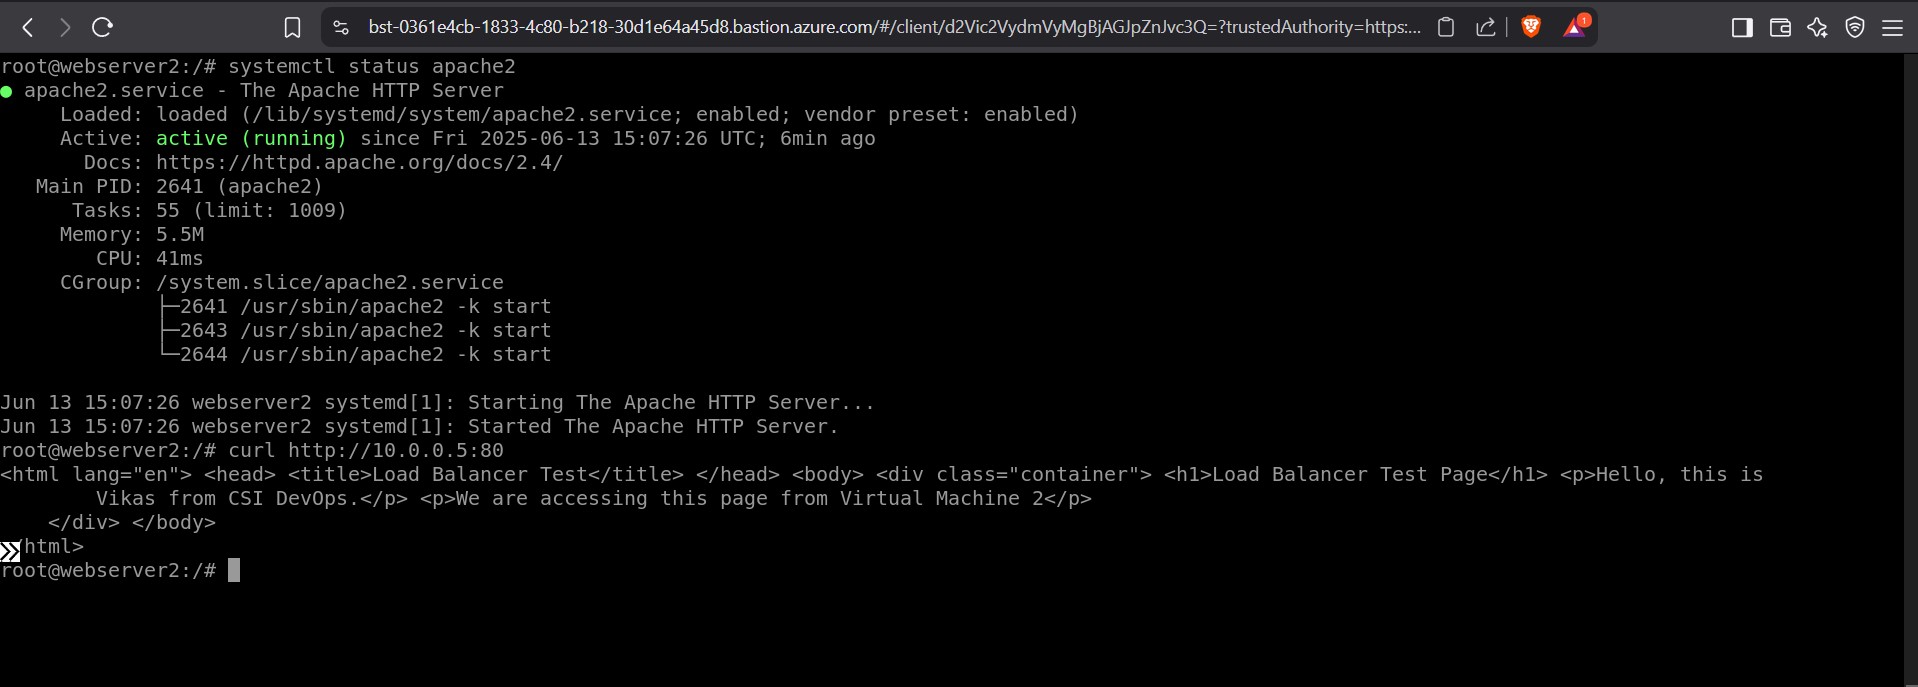 bst-0361e4cb-1833-4c80-b218-30d1e64a45d8.bastion.azure.com/#/client/d2Vic2VydmVyMgBjAGJpZnJvc3Q=?trustedAuthority=https:...
1
root@webserver2:/# systemctl status apache2
● apache2.service - The Apache HTTP Server
     Loaded: loaded (/lib/systemd/system/apache2.service; enabled; vendor preset: enabled)
     Active: active (running) since Fri 2025-06-13 15:07:26 UTC; 6min ago
       Docs: https://httpd.apache.org/docs/2.4/
   Main PID: 2641 (apache2)
      Tasks: 55 (limit: 1009)
     Memory: 5.5M
        CPU: 41ms
     CGroup: /system.slice/apache2.service
             ├─2641 /usr/sbin/apache2 -k start
             ├─2643 /usr/sbin/apache2 -k start
             └─2644 /usr/sbin/apache2 -k start
Jun 13 15:07:26 webserver2 systemd[1]: Starting The Apache HTTP Server...
Jun 13 15:07:26 webserver2 systemd[1]: Started The Apache HTTP Server.
root@webserver2:/# curl http://10.0.0.5:80
<html lang="en"> <head> <title>Load Balancer Test</title> </head> <body> <div class="container"> <h1>Load Balancer Test Page</h1> <p>Hello, this is
        Vikas from CSI DevOps.</p> <p>We are accessing this page from Virtual Machine 2</p>
    </div> </body>
/html>
root@webserver2:/#